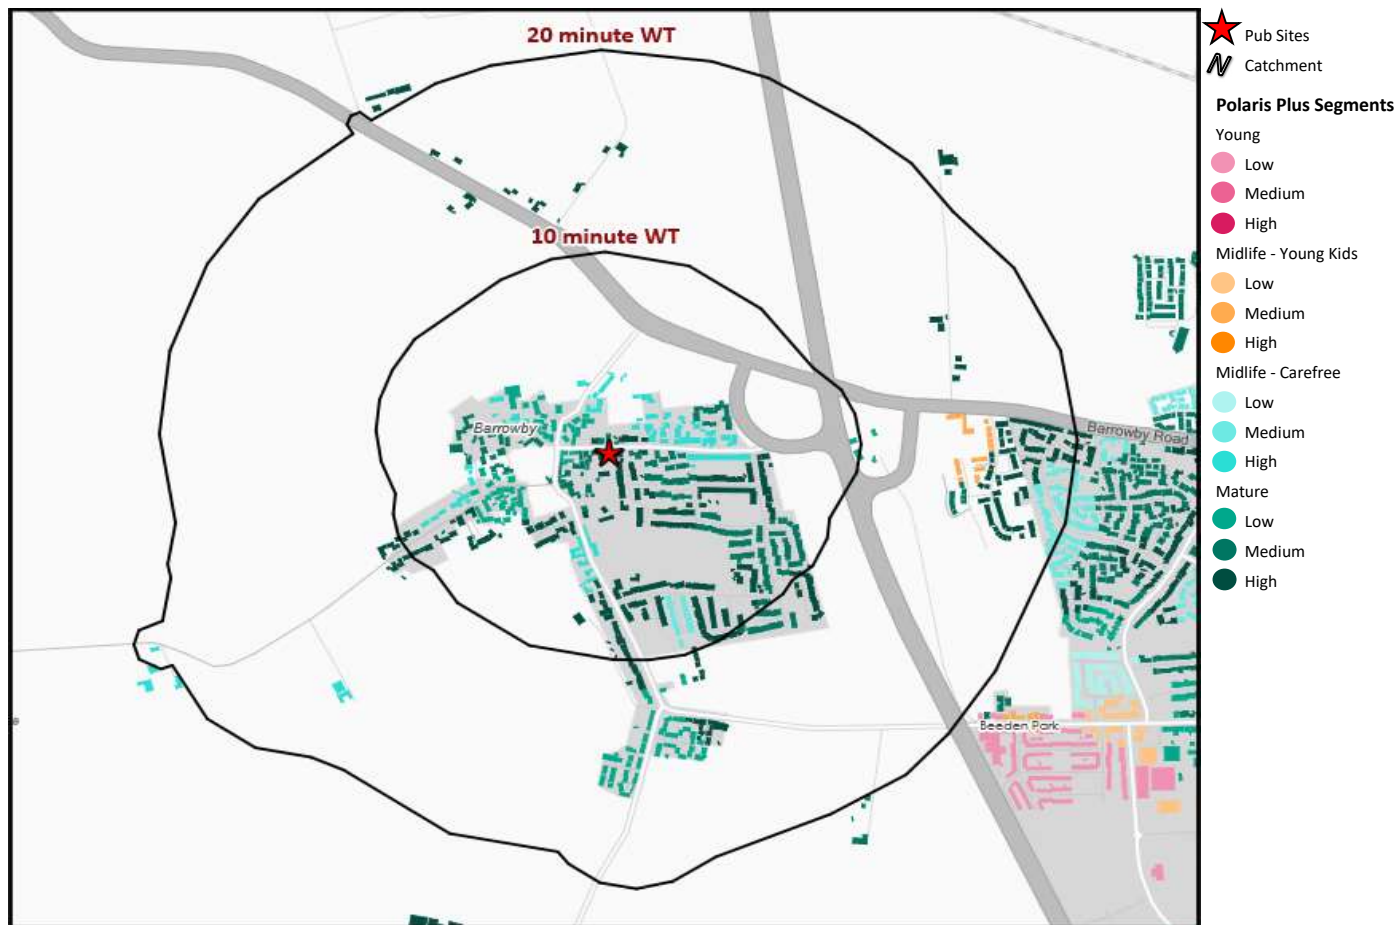 20 minute WT
10 minute WT
Barrowby
Barrowby Road
Beeden Park
e
Pub Sites
Catchment
Polaris Plus Segments
Young
Low
Medium
High
Midlife - Young Kids
Low
Medium
High
Midlife - Carefree
Low
Medium
High
Mature
Low
Medium
High